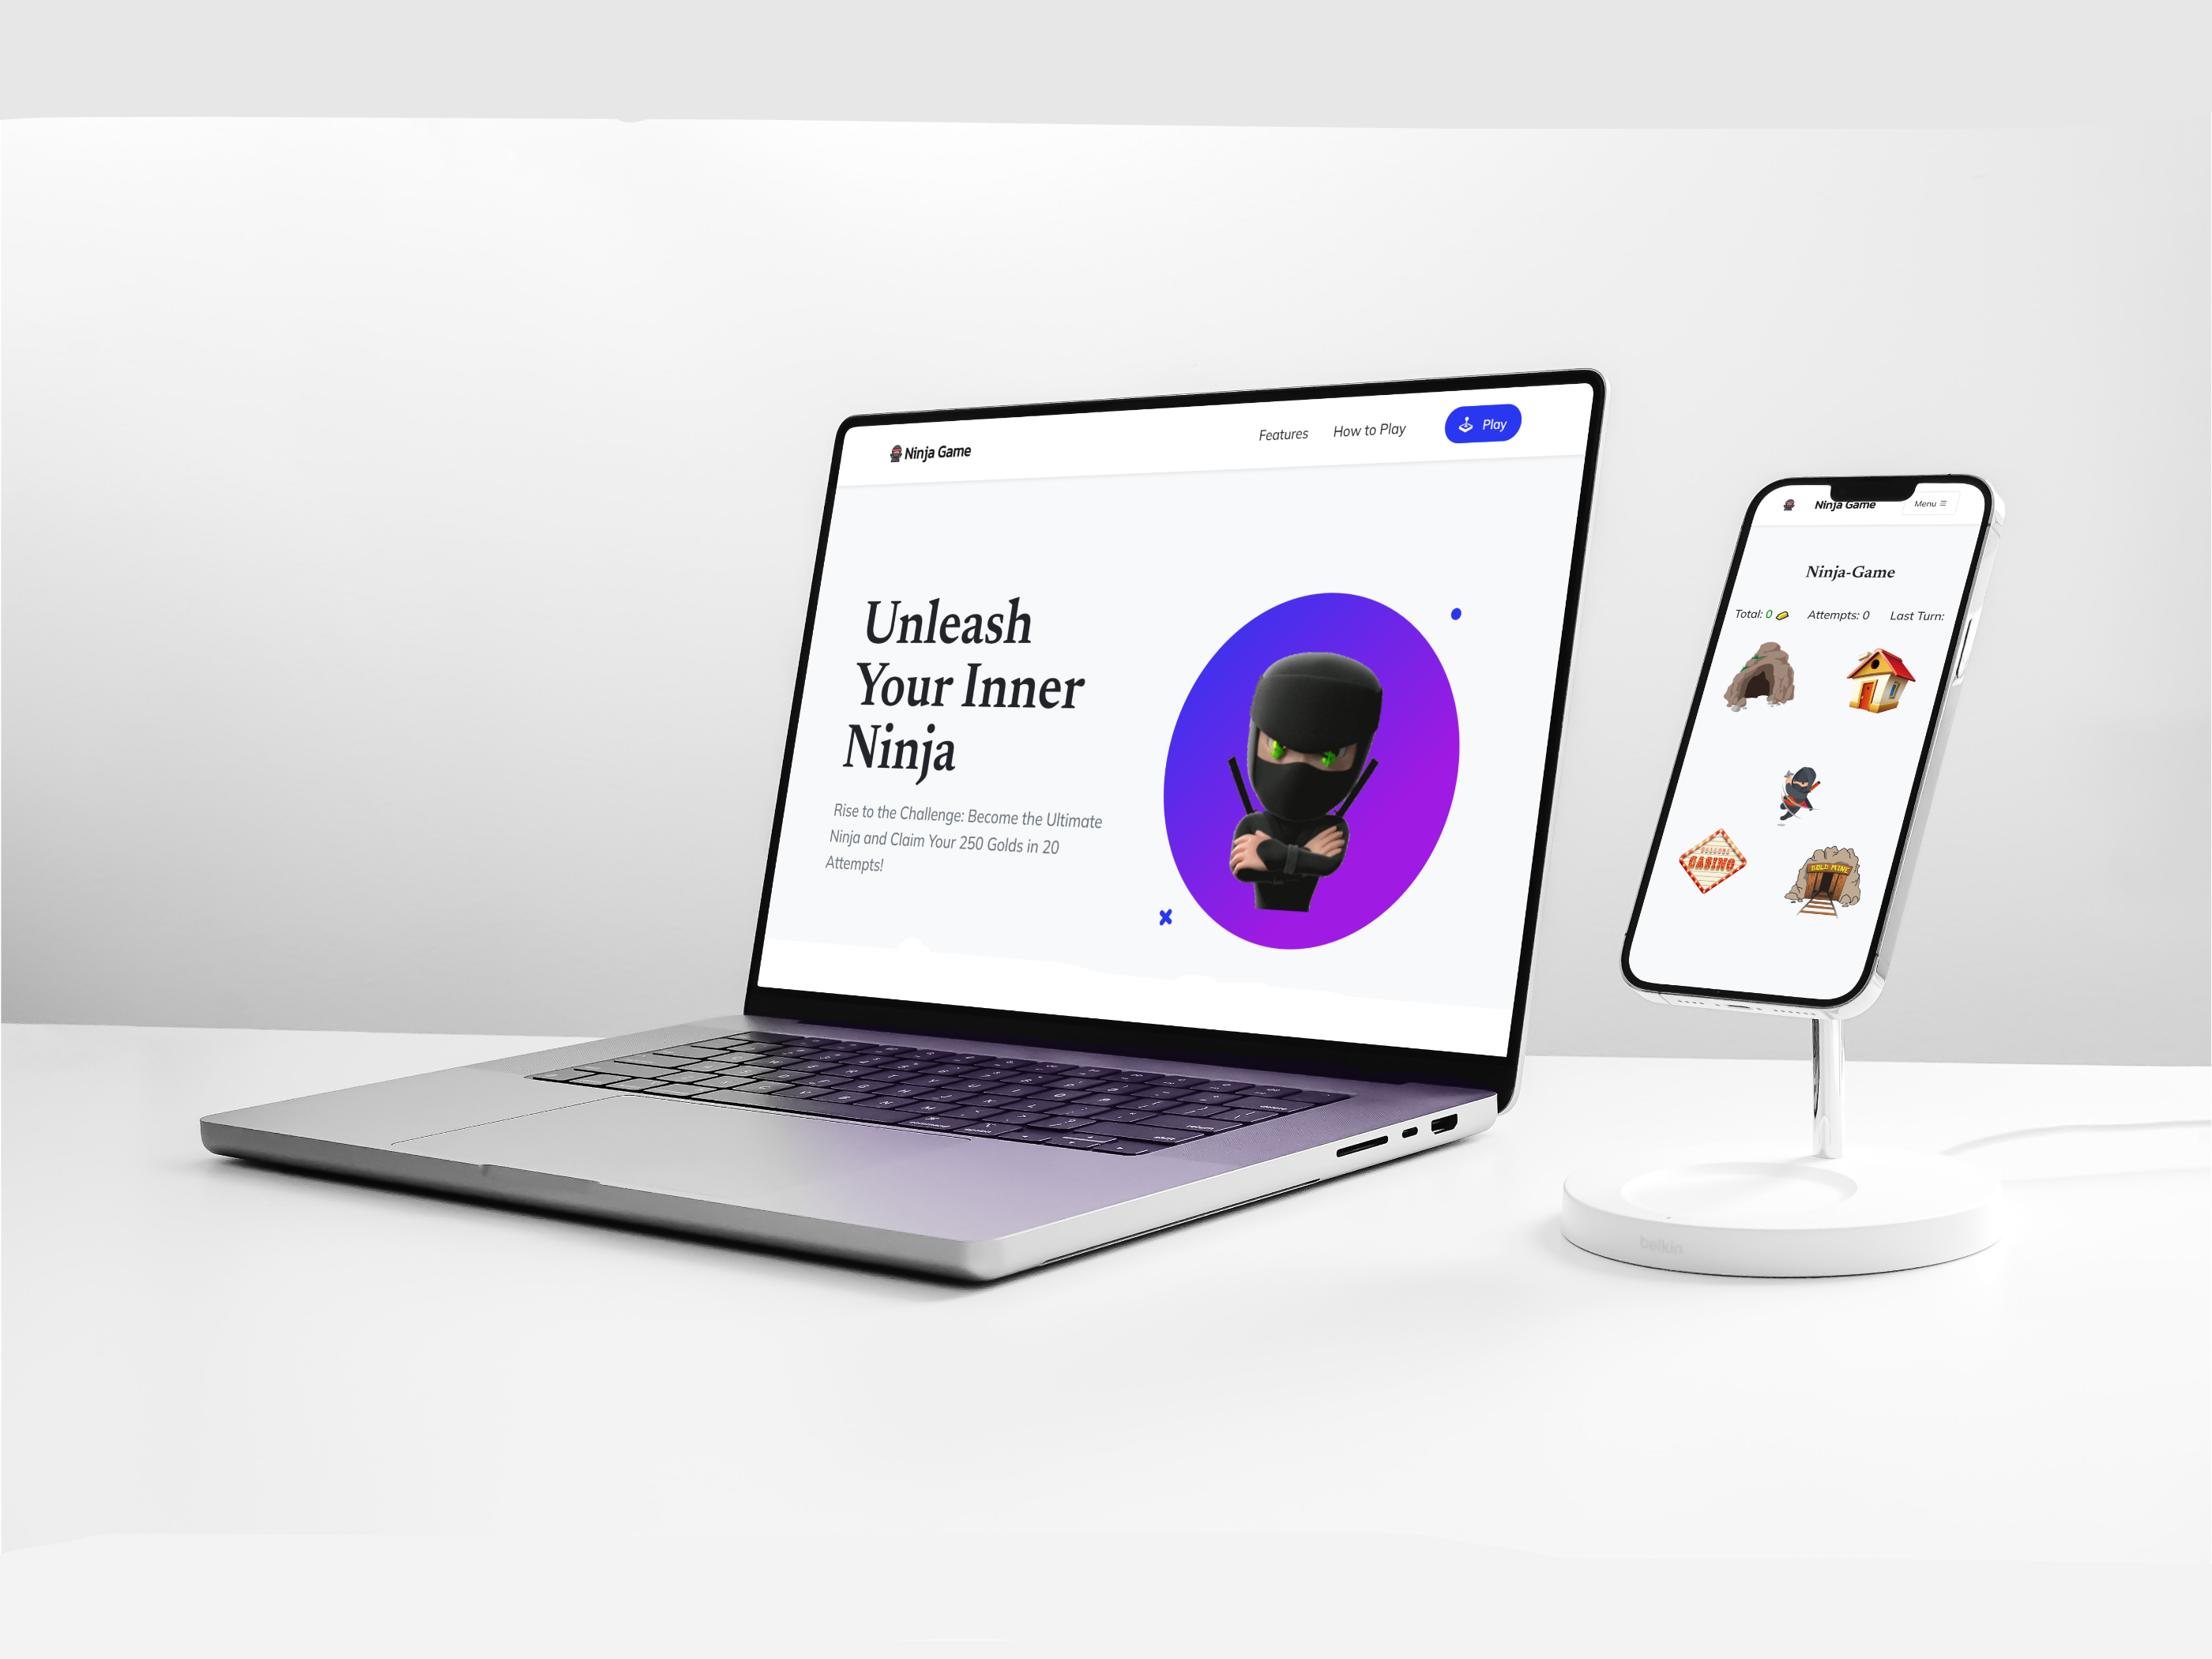 Ninja Game
Features
How to Play
Play
Unleash
Your Inner
Ninja
Rise to the Challenge: Become the Ultimate
Ninja and Claim Your 250 Golds in 20
Attempts!
Ninja Game
Menu
Ninja-Game
Total: 0
Attempts: 0
Last Turn:
CASINO
GOLD MINE
belkin